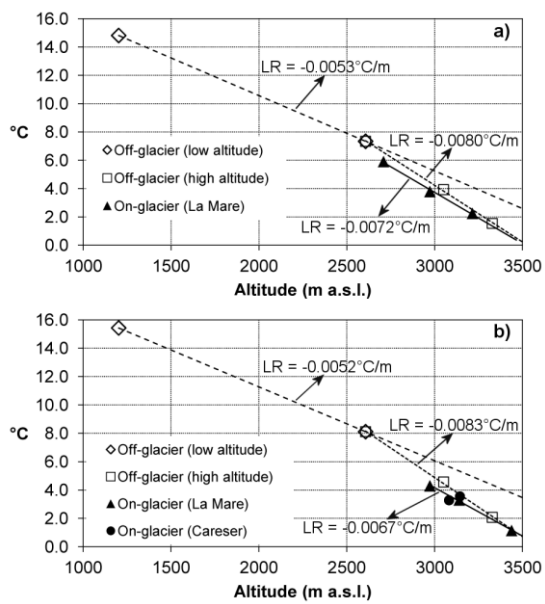 16.0
a)
14.0
12.0
LR = -0.0053°C/m
10.0
°C
8.0
LR = -0.0080°C/m
◇Off-glacier (low altitude)
6.0
□Off-glacier (high altitude)
4.0
▲On-glacier (La Mare)
2.0
LR = -0.0072°C/m
0.0
1000 1500 2000 2500 3000 3500
Altitude (m a.s.l.)
16.0
b)
14.0
12.0
LR = -0.0052°C/m
10.0
°C
8.0
LR = -0.0083°C/m
◇Off-glacier (low altitude)
6.0
□Off-glacier (high altitude)
4.0
▲On-glacier (La Mare)
2.0
●On-glacier (Careser)
LR = -0.0067°C/m
0.0
1000 1500 2000 2500 3000 3500
Altitude (m a.s.l.)